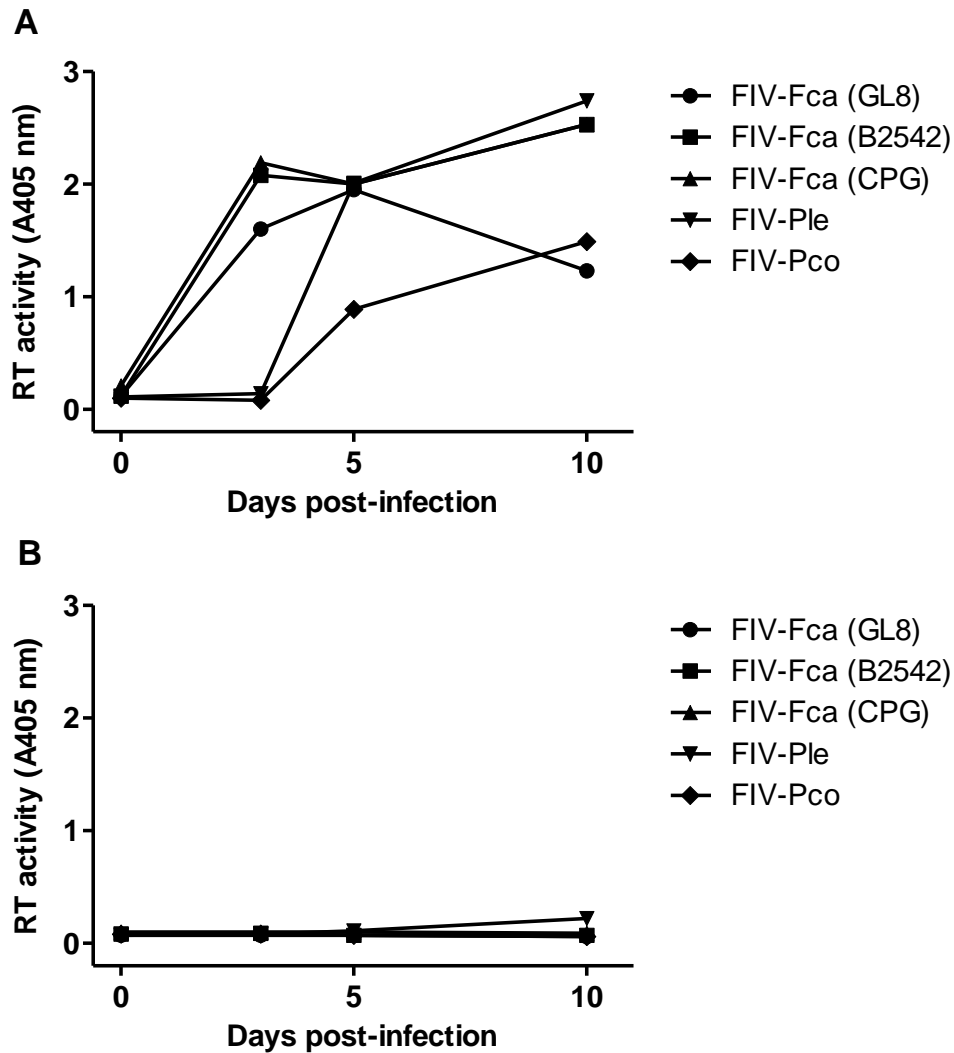 A
3
2
1
0
RT activity (A405 nm)
0
5
10
Days post-infection
FIV-Fca (GL8)
FIV-Fca (B2542)
FIV-Fca (CPG)
FIV-Ple
FIV-Pco
B
3
2
1
0
RT activity (A405 nm)
0
5
10
Days post-infection
FIV-Fca (GL8)
FIV-Fca (B2542)
FIV-Fca (CPG)
FIV-Ple
FIV-Pco